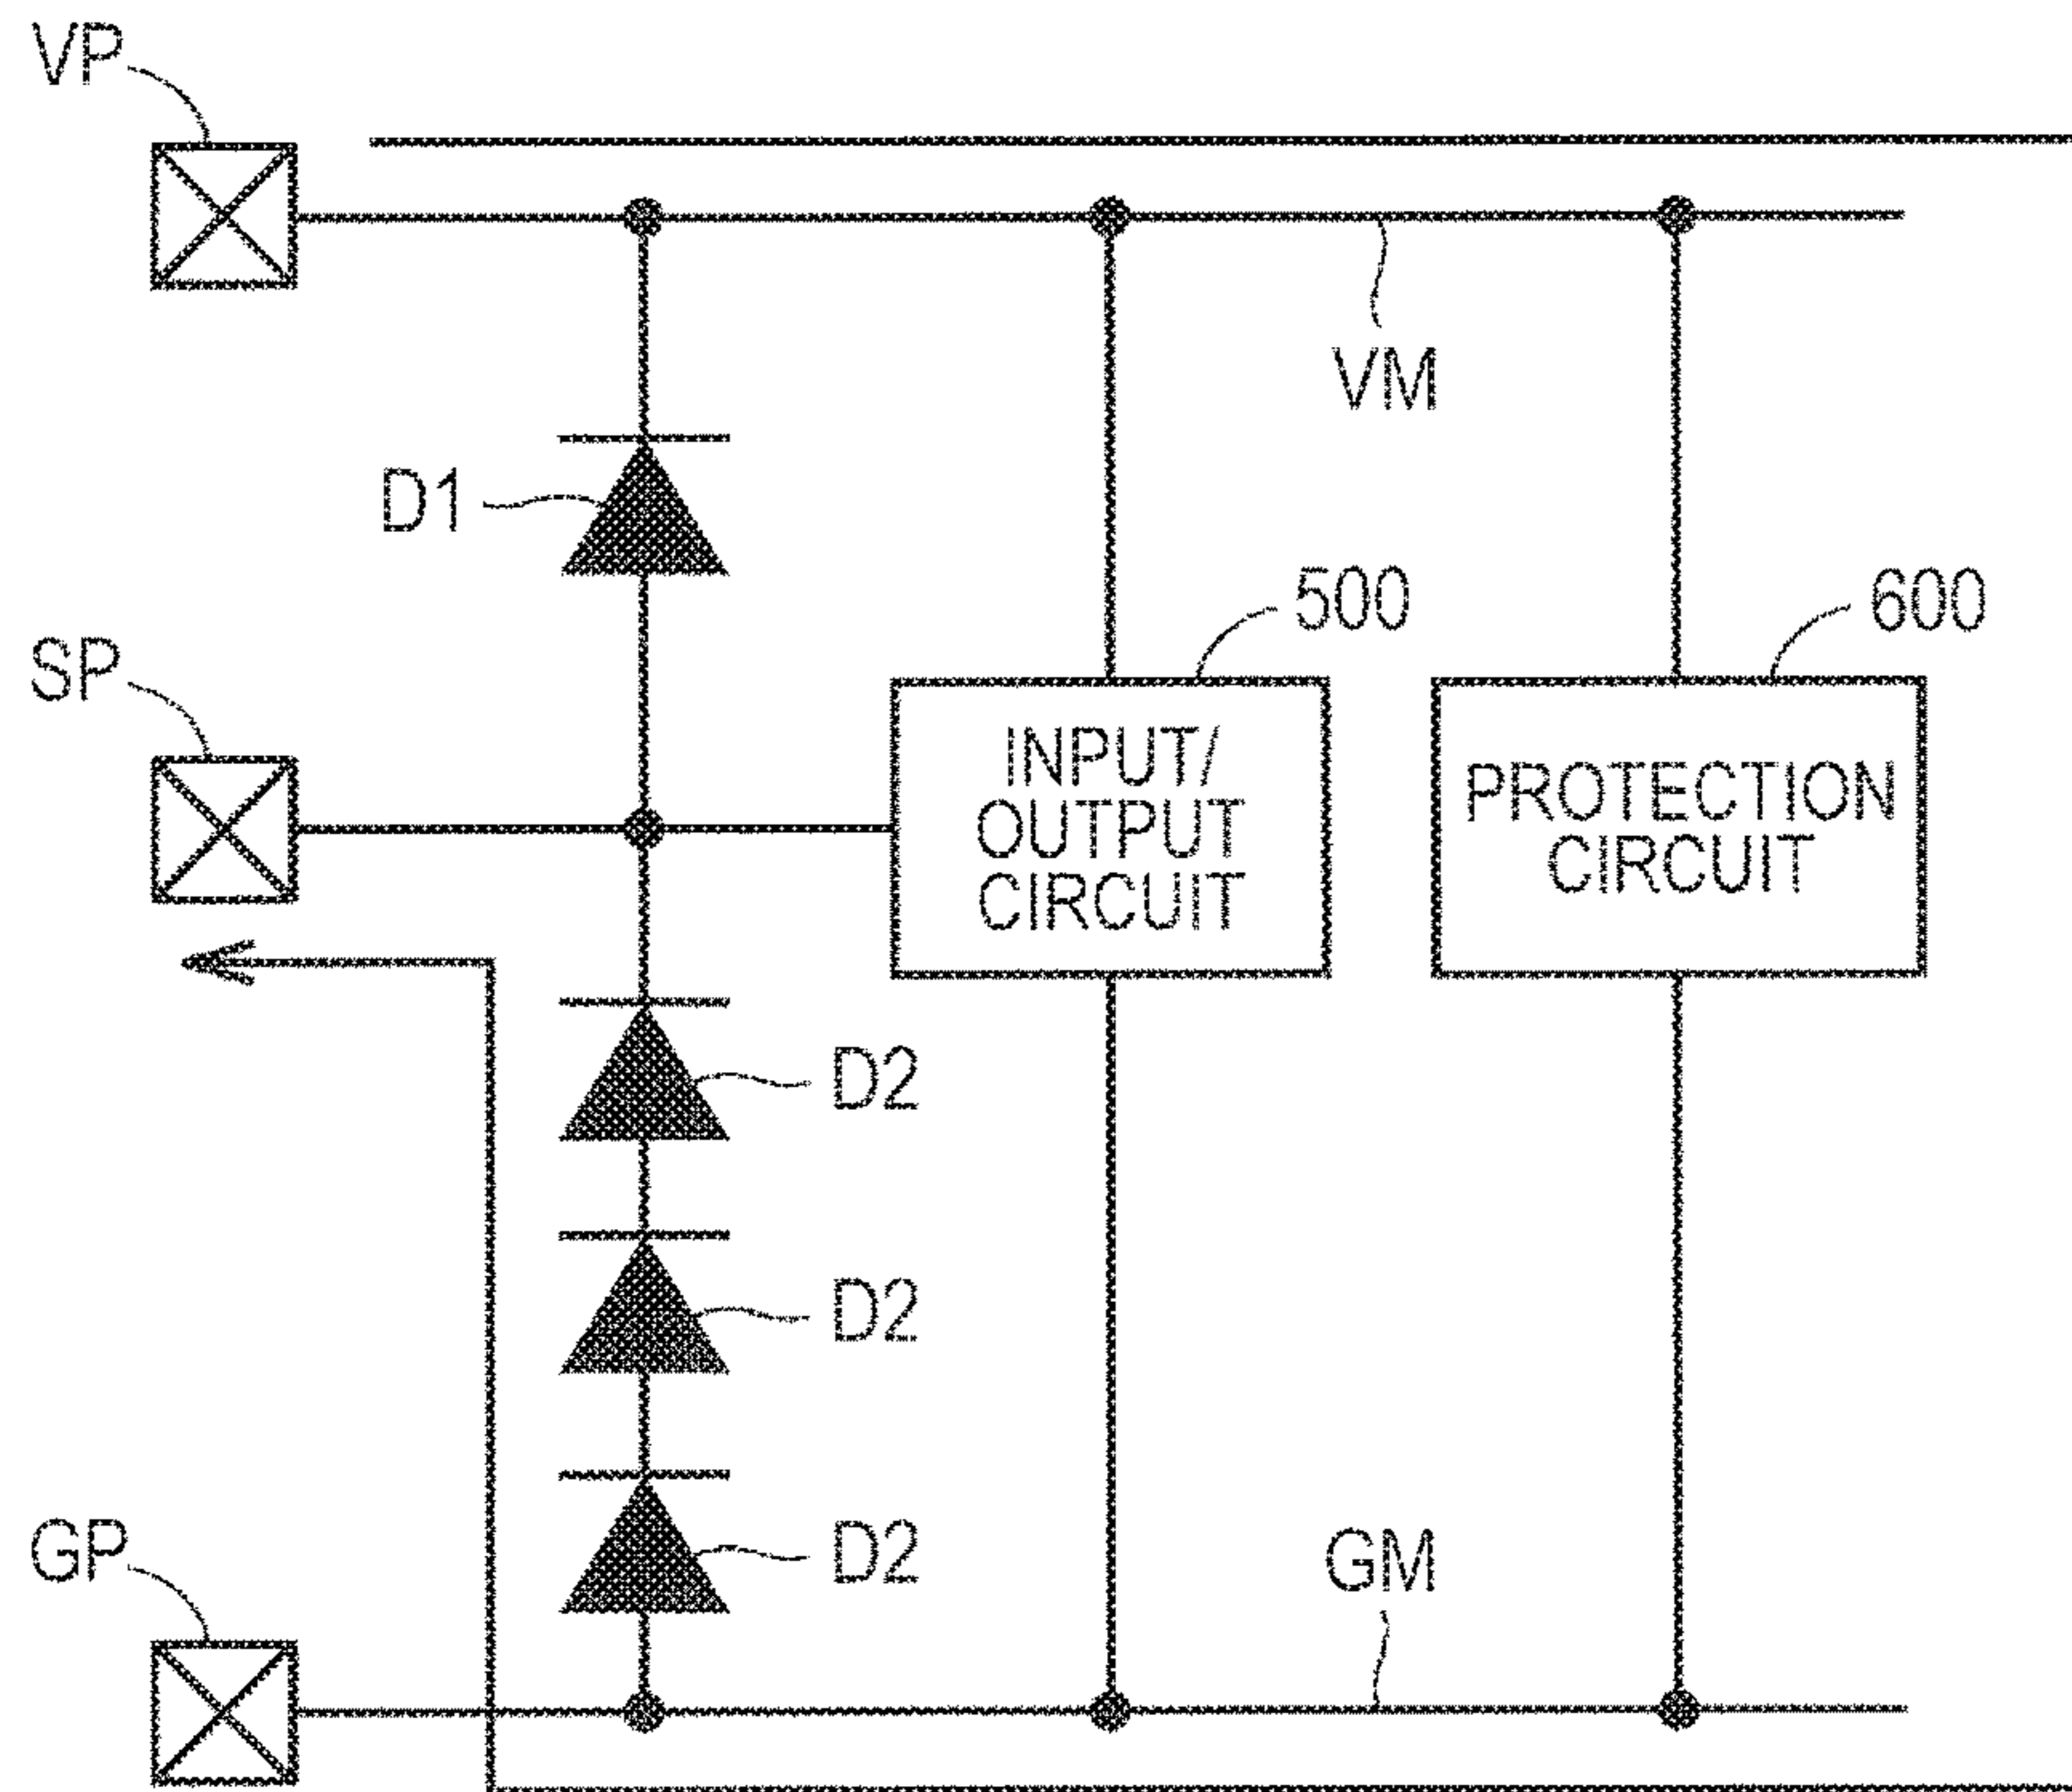 VP
VM
D1
500
600
SP
INPUT/
OUTPUT
CIRCUIT
PROTECTION
CIRCUIT
D2
D2
D2
GP
GM